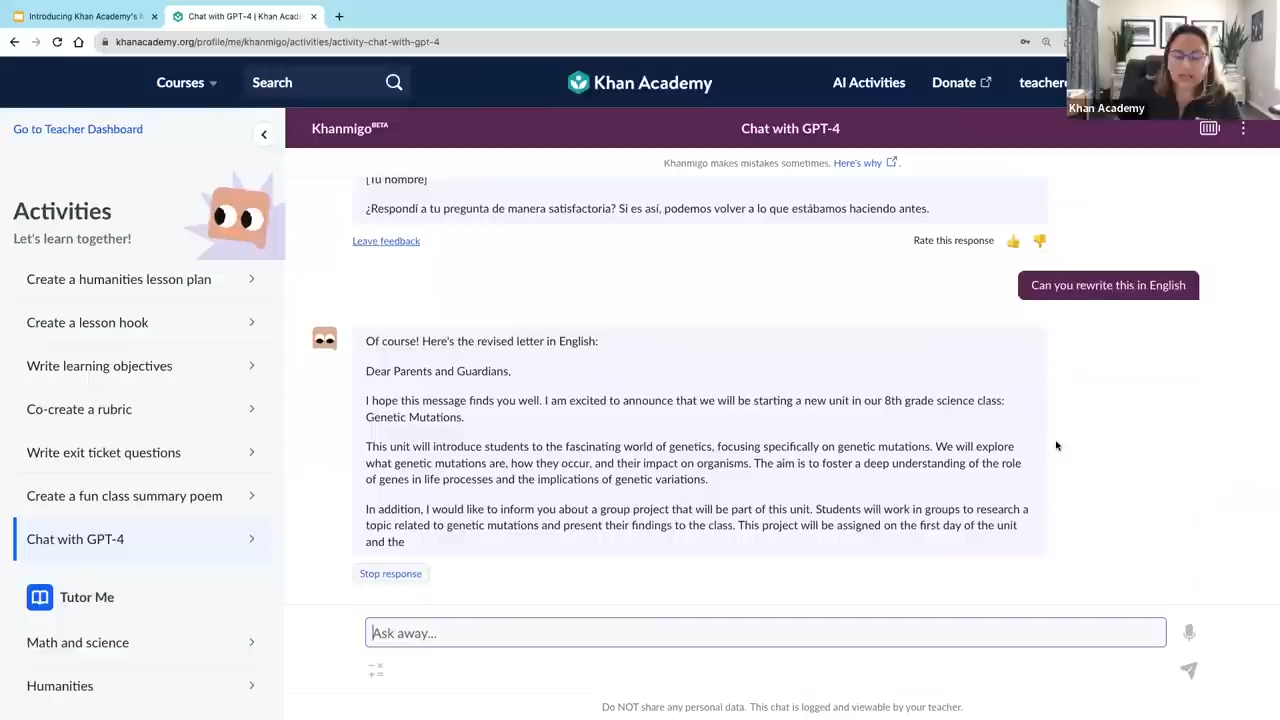 Introducing Khan Academy's
Chat with GPT-4 | Khan Acad
khanacademy.org/profile/me/khanmigo/activities/activity-chat-with-gpt-4
Courses
Search
Khan Academy
AI Activities
Donate
Khan Academy
Go to Teacher Dashboard
Khanmigo BETA
Chat with GPT-4
Khanmigo makes mistakes sometimes. Here's why.
Activities
Let's learn together!
Create a humanities lesson plan
Create a lesson hook
Write learning objectives
Co-create a rubric
Write exit ticket questions
Create a fun class summary poem
Chat with GPT-4
Tutor Me
Math and science
Humanities
[Tu nombre]
¿Respondí a tu pregunta de manera satisfactoria? Si es así, podemos volver a lo que estábamos haciendo antes.
Leave feedback
Rate this response
Can you rewrite this in English
Of course! Here's the revised letter in English:
Dear Parents and Guardians,
I hope this message finds you well. I am excited to announce that we will be starting a new unit in our 8th grade science class:
Genetic Mutations.
This unit will introduce students to the fascinating world of genetics, focusing specifically on genetic mutations. We will explore
what genetic mutations are, how they occur, and their impact on organisms. The aim is to foster a deep understanding of the role
of genes in life processes and the implications of genetic variations.
In addition, I would like to inform you about a group project that will be part of this unit. Students will work in groups to research a
topic related to genetic mutations and present their findings to the class. This project will be assigned on the first day of the unit
and the
Stop response
Ask away...
Do NOT share any personal data. This chat is logged and viewable by your teacher.